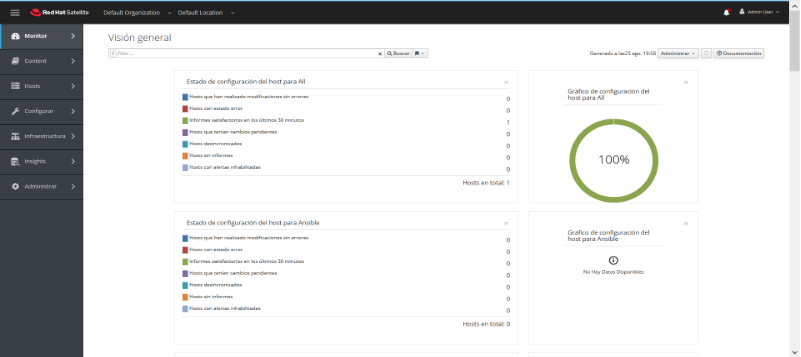 Red Hat Satellite
Default Organization
Default Location
Admin User
Monitor
Content
Hosts
Configurar
Infraestructura
Insights
Administrar
Visión general
Filter ...
Buscar
Generado a las25 ago. 19:58
Administrar
Documentación
Estado de configuración del host para All
Hosts que han realizado modificaciones sin errores 0
Hosts con estado error 0
Informes satisfactorios en los últimos 30 minutos 1
Hosts que tenían cambios pendientes 0
Hosts desincronizados 0
Hosts sin informes 0
Hosts con alertas inhabilitadas 0
Hosts en total: 1
Gráfico de configuración del
host para All
100%
Estado de configuración del host para Ansible
Hosts que han realizado modificaciones sin errores 0
Hosts con estado error 0
Informes satisfactorios en los últimos 30 minutos 0
Hosts que tenían cambios pendientes 0
Hosts desincronizados 0
Hosts sin informes 0
Hosts con alertas inhabilitadas 0
Hosts en total: 0
Gráfico de configuración del
host para Ansible
No Hay Datos Disponibles